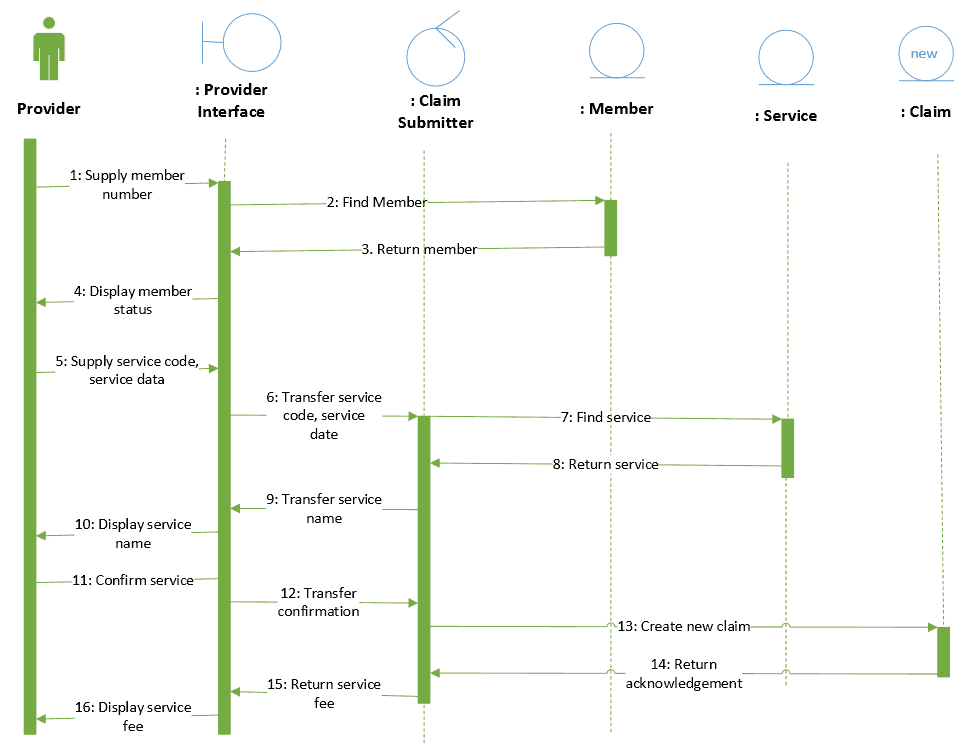 new
Provider
: Provider
Interface
: Claim
Submitter
: Member
: Service
: Claim
1: Supply member
number
2: Find Member
3. Return member
4: Display member
status
5: Supply service code,
service data
6: Transfer service
code, service
date
7: Find service
8: Return service
9: Transfer service
name
10: Display service
name
11: Confirm service
12: Transfer
confirmation
13: Create new claim
14: Return
acknowledgement
15: Return service
fee
16: Display service
fee